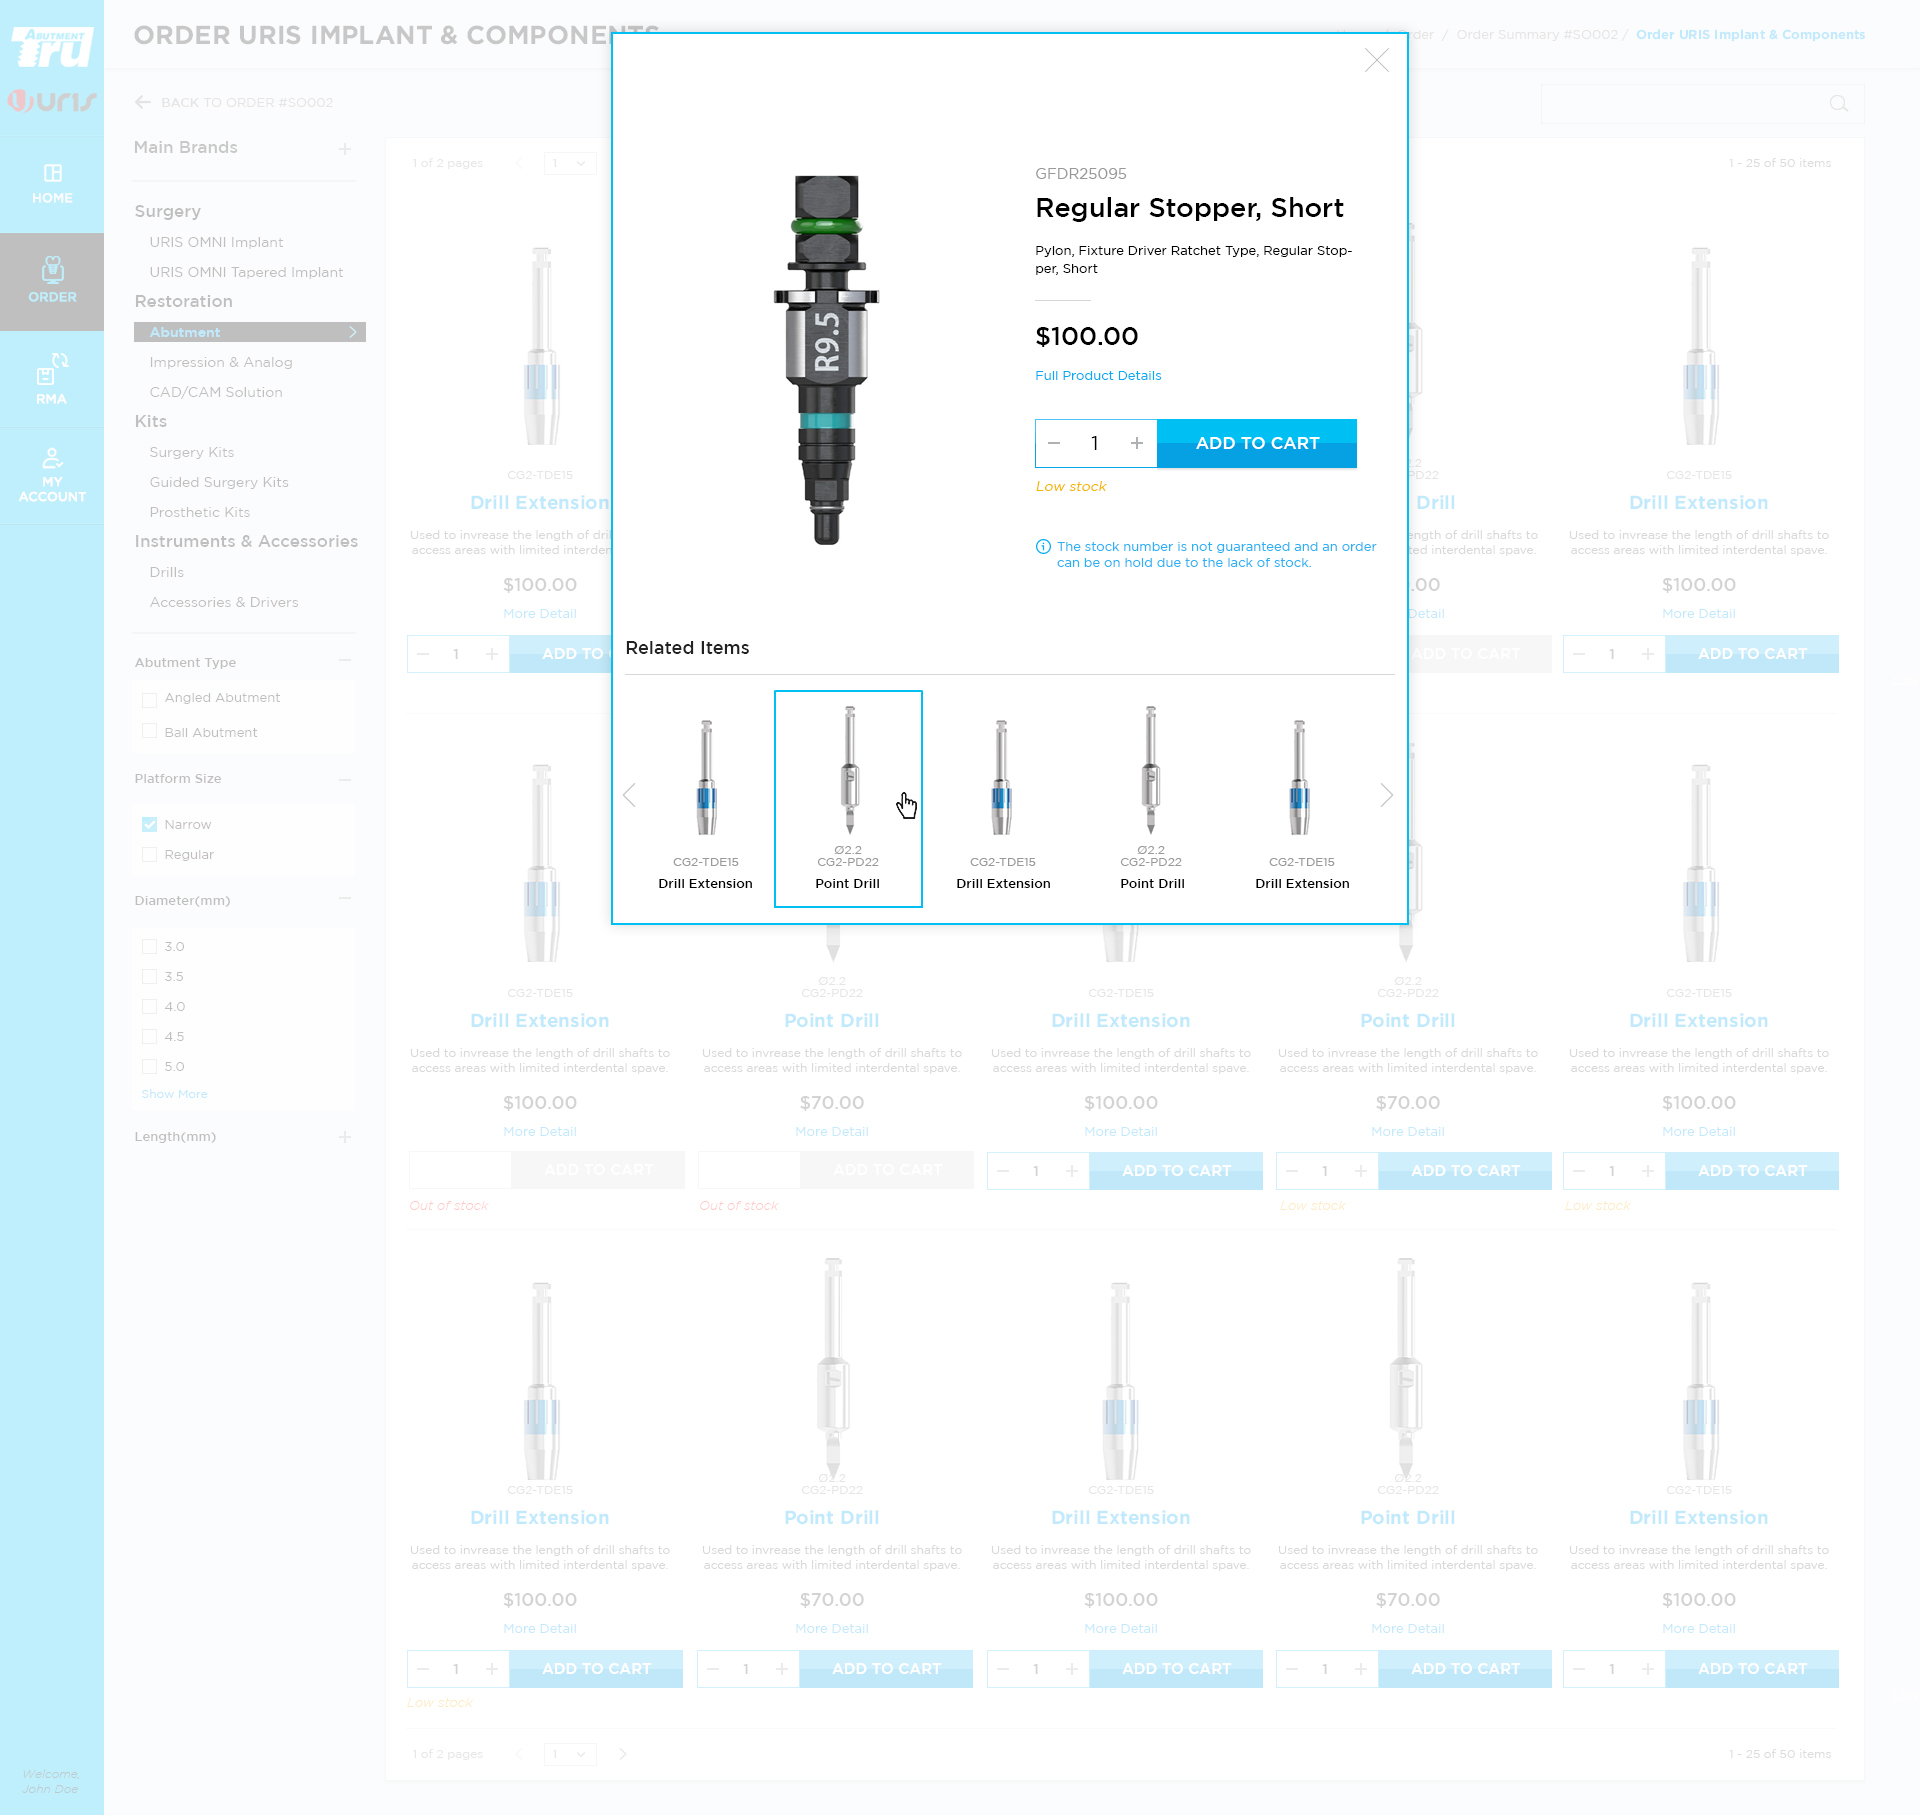 ABUTMENT
Tru
URIS
HOME
ORDER
RMA
MY
ACCOUNT
Welcome,
John Doe
ORDER URIS IMPLANT & COMPONENTS
Order / Order Summary #SO002 / Order URIS Implant & Components
BACK TO ORDER #SO002
Main Brands
Surgery
URIS OMNI Implant
URIS OMNI Tapered Implant
Restoration
Abutment
Impression & Analog
CAD/CAM Solution
Kits
Surgery Kits
Guided Surgery Kits
Prosthetic Kits
Instruments & Accessories
Drills
Accessories & Drivers
Abutment Type
Angled Abutment
Ball Abutment
Platform Size
Narrow
Regular
Diameter(mm)
3.0
3.5
4.0
4.5
5.0
Show More
Length(mm)
1 of 2 pages 1 1 - 25 of 50 items
R9.5
GFDR25095
Regular Stopper, Short
Pylon, Fixture Driver Ratchet Type, Regular Stop-
per, Short
$100.00
Full Product Details
1 ADD TO CART
Low stock
The stock number is not guaranteed and an order
can be on hold due to the lack of stock.
Related Items
Ø2.2 Ø2.2
CG2-TDE15 CG2-PD22 CG2-TDE15 CG2-PD22 CG2-TDE15
Drill Extension Point Drill Drill Extension Point Drill Drill Extension
CG2-TDE15 PD22 CG2-TDE15
Drill Extension Drill Drill Extension
Used to invrease the length of dril ength of drill shafts to Used to invrease the length of drill shafts to
access areas with limited interden ted interdental spave. access areas with limited interdental spave.
$100.00 .00 $100.00
More Detail Detail More Detail
1 ADD TO ADD TO CART 1 ADD TO CART
Ø2.2 Ø2.2
CG2-TDE15 CG2-PD22 CG2-TDE15 CG2-PD22 CG2-TDE15
Drill Extension Point Drill Drill Extension Point Drill Drill Extension
Used to invrease the length of drill shafts to Used to invrease the length of drill shafts to Used to invrease the length of drill shafts to Used to invrease the length of drill shafts to Used to invrease the length of drill shafts to
access areas with limited interdental spave. access areas with limited interdental spave. access areas with limited interdental spave. access areas with limited interdental spave. access areas with limited interdental spave.
$100.00 $70.00 $100.00 $70.00 $100.00
More Detail More Detail More Detail More Detail More Detail
ADD TO CART ADD TO CART 1 ADD TO CART 1 ADD TO CART 1 ADD TO CART
Out of stock Out of stock Low stock Low stock
Ø2.2 Ø2.2
CG2-TDE15 CG2-PD22 CG2-TDE15 CG2-PD22 CG2-TDE15
Drill Extension Point Drill Drill Extension Point Drill Drill Extension
Used to invrease the length of drill shafts to Used to invrease the length of drill shafts to Used to invrease the length of drill shafts to Used to invrease the length of drill shafts to Used to invrease the length of drill shafts to
access areas with limited interdental spave. access areas with limited interdental spave. access areas with limited interdental spave. access areas with limited interdental spave. access areas with limited interdental spave.
$100.00 $70.00 $100.00 $70.00 $100.00
More Detail More Detail More Detail More Detail More Detail
1 ADD TO CART 1 ADD TO CART 1 ADD TO CART 1 ADD TO CART 1 ADD TO CART
Low stock
1 of 2 pages 1 1 - 25 of 50 items